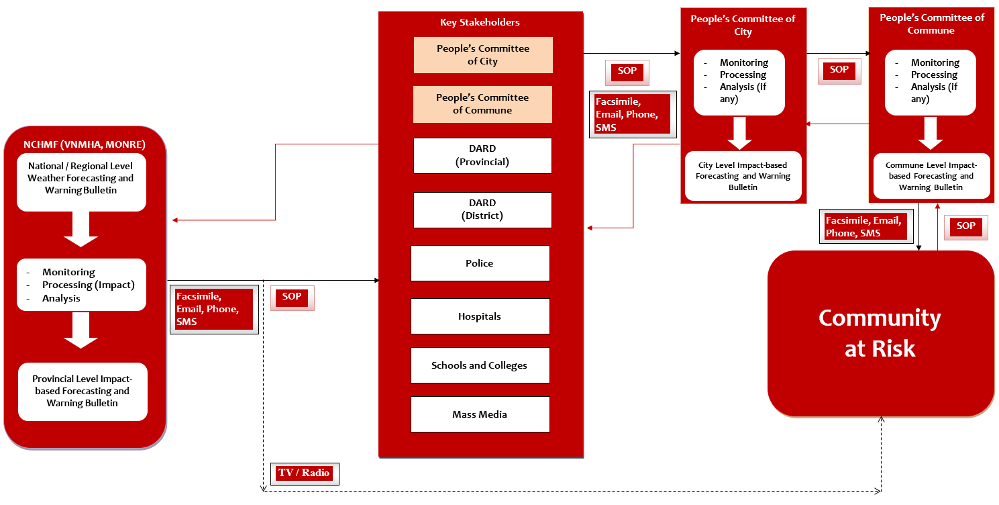 NCHMF (VNMHA, MONRE)
National / Regional Level
Weather Forecasting and
Warning Bulletin
- Monitoring
- Processing (Impact)
- Analysis
Provincial Level Impact-
based Forecasting and
Warning Bulletin
Facsimile,
Email, Phone,
SMS
SOP
TV / Radio
Key Stakeholders
People's Committee
of City
People's Committee
of Commune
DARD
(Provincial)
DARD
(District)
Police
Hospitals
Schools and Colleges
Mass Media
SOP
Facsimile,
Email, Phone,
SMS
People's Committee of
City
- Monitoring
- Processing
- Analysis (if
any)
City Level Impact-based
Forecasting and Warning
Bulletin
SOP
People's Committee of
Commune
- Monitoring
- Processing
- Analysis (if
any)
Commune Level Impact-
based Forecasting and
Warning Bulletin
Facsimile, Email,
Phone, SMS
SOP
Community
at Risk